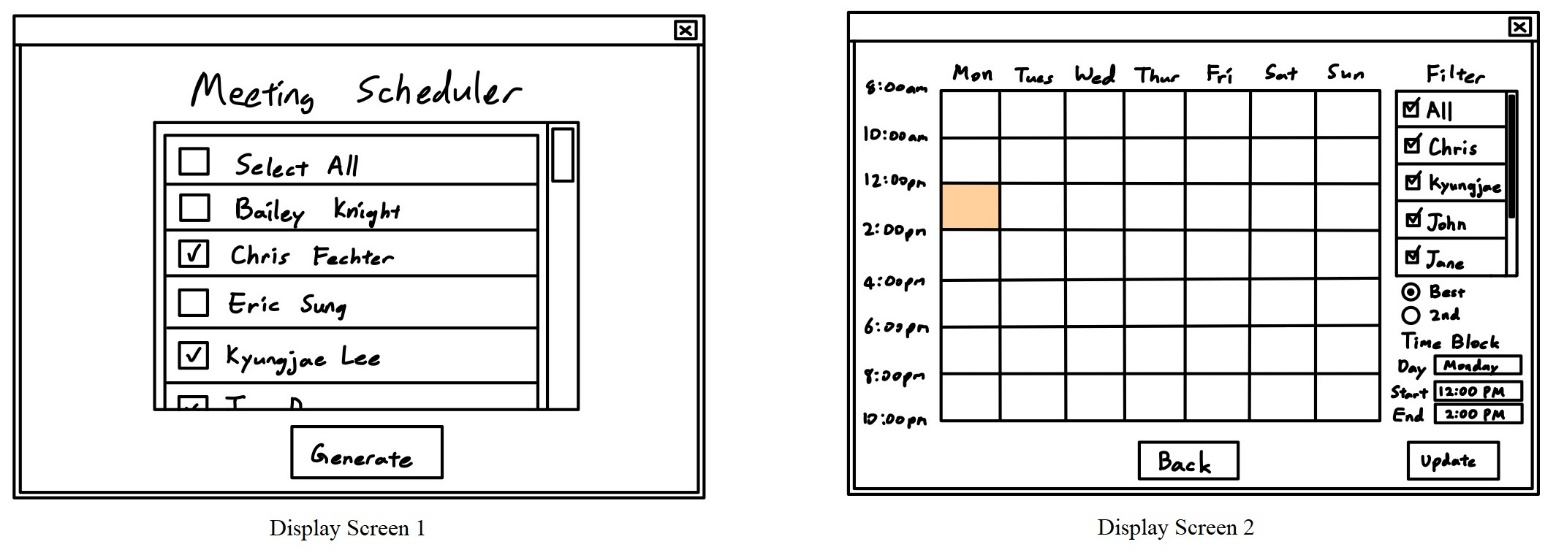 Meeting Scheduler
Select All
Bailey Knight
Chris Fechter
Eric Sung
Kyungjae Lee
Generate
Display Screen 1
Mon Tues Wed Thur Fri Sat Sun
8:00am
10:00am
12:00pm
2:00pm
4:00pm
6:00pm
8:00pm
10:00pm
Filter
All
Chris
Kyungjae
John
Jane
Best
2nd
Time Block
Day Monday
Start 12:00 PM
End 2:00 PM
Back
Update
Display Screen 2